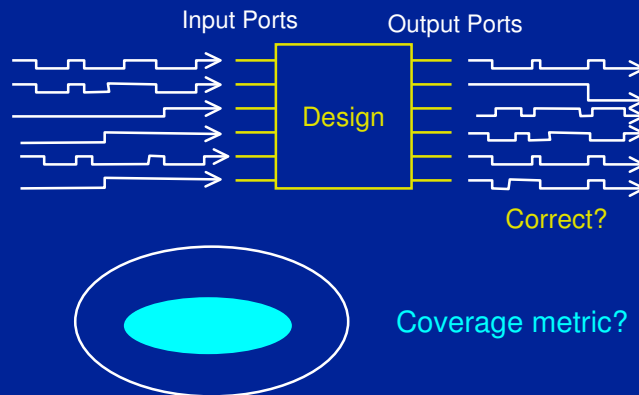 Input Ports
Output Ports
Design
Correct?
Coverage metric?